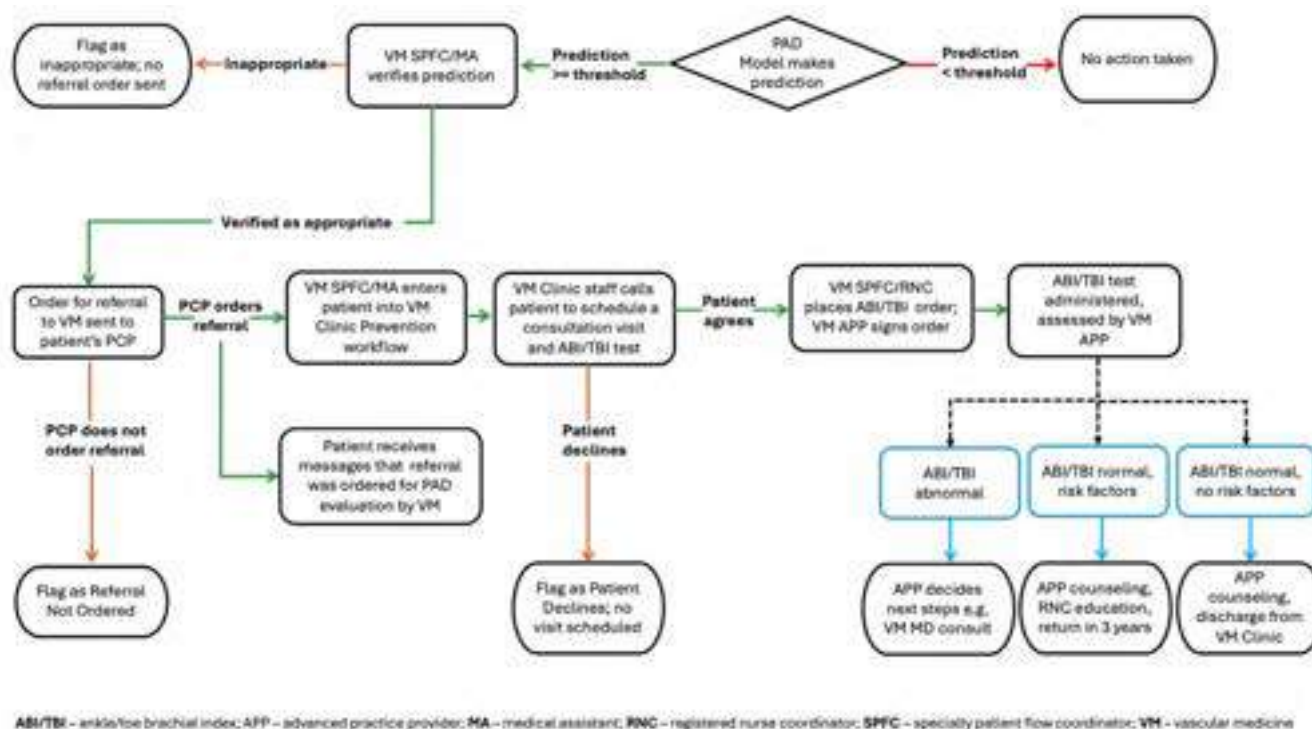 Flag as
inappropriate; no
referral order sent
Inappropriate
VM SPFC/MA
verifies prediction
Prediction
>= threshold
PAD
Model makes
prediction
Prediction
< threshold
No action taken
Verified as appropriate
Order for referral
to VM sent to
patient's PCP
PCP orders
referral
VM SPFC/MA enters
patient into VM
Clinic Prevention
workflow
VM Clinic staff calls
patient to schedule a
consultation visit
and ABI/TBI test
Patient
agrees
VM SPFC/RNC
places ABI/TBI order;
VM APP signs order
ABI/TBI test
administered,
assessed by VM
APP
PCP does not
order referral
Patient receives
messages that referral
was ordered for PAD
evaluation by VM
Patient
declines
ABI/TBI
abnormal
ABI/TBI normal,
risk factors
ABI/TBI normal,
no risk factors
Flag as Referral
Not Ordered
Flag as Patient
Declines; no
visit scheduled
APP decides
next steps e.g,
VM MD consult
APP counseling,
RNC education,
return in 3 years
APP
counseling,
discharge from
VM Clinic
ABI/TBI – ankle/toe brachial index; APP – advanced practice provider; MA – medical assistant; RNC – registered nurse coordinator; SPFC – specialty patient flow coordinator; VM – vascular medicine